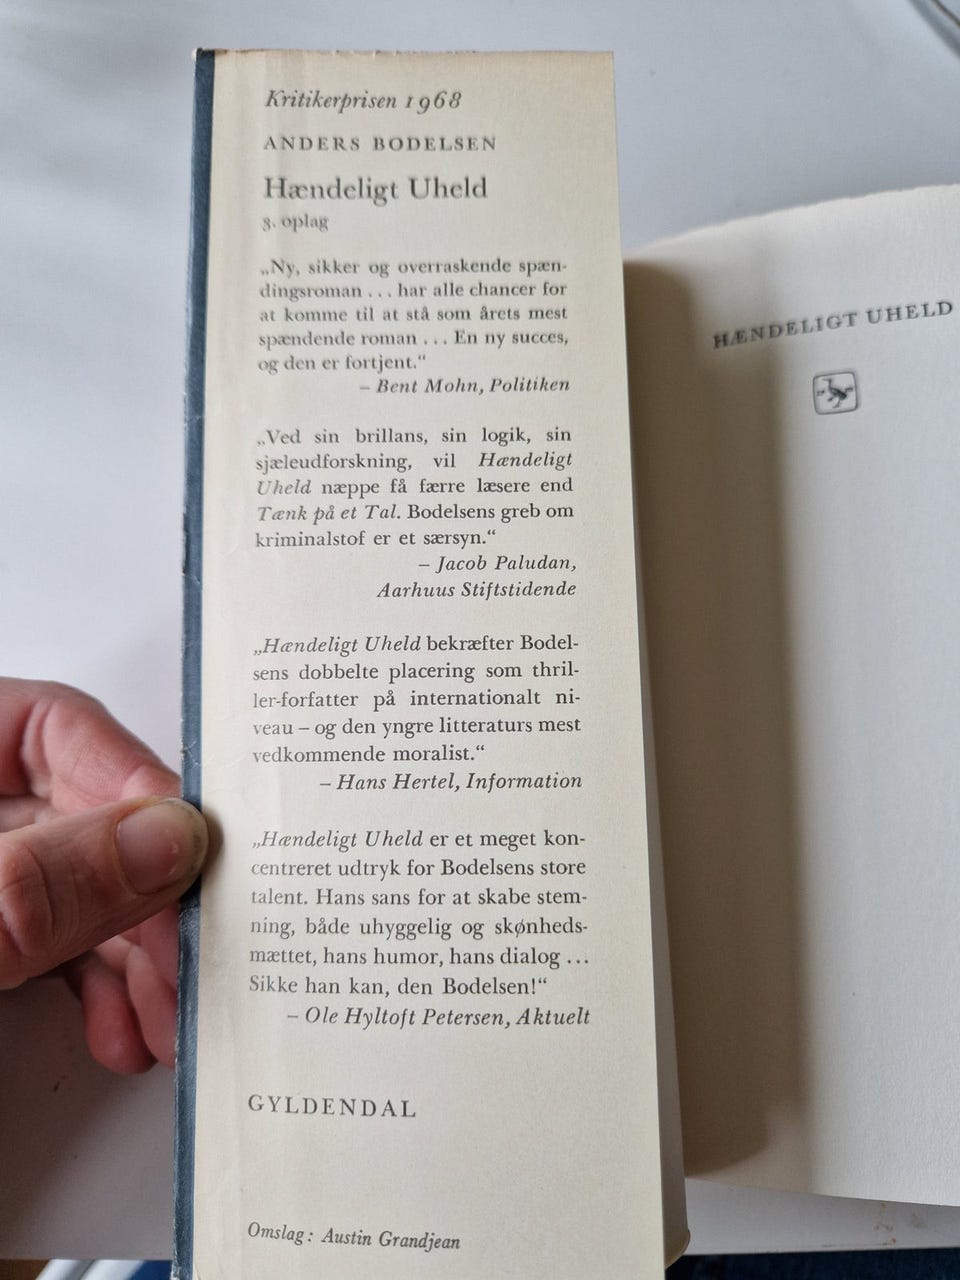 Kritikerprisen 1968
ANDERS BODELSEN
Hændeligt Uheld
3. oplag
„Ny, sikker og overraskende spæn-
dingsroman . . . har alle chancer for
at komme til at stå som årets mest
spændende roman . . . En ny succes,
og den er fortjent.“
– Bent Mohn, Politiken
„Ved sin brillans, sin logik, sin
sjæleudforskning, vil Hændeligt
Uheld næppe få færre læsere end
Tænk på et Tal. Bodelsens greb om
kriminalstof er et særsyn.“
– Jacob Paludan,
Aarhuus Stiftstidende
„Hændeligt Uheld bekræfter Bodel-
sens dobbelte placering som thril-
ler-forfatter på internationalt ni-
veau – og den yngre litteraturs mest
vedkommende moralist.“
– Hans Hertel, Information
„Hændeligt Uheld er et meget kon-
centreret udtryk for Bodelsens store
talent. Hans sans for at skabe stem-
ning, både uhyggelig og skønheds-
mættet, hans humor, hans dialog . . .
Sikke han kan, den Bodelsen!“
– Ole Hyltoft Petersen, Aktuelt
GYLDENDAL
Omslag: Austin Grandjean
HÆNDELIGT UHELD